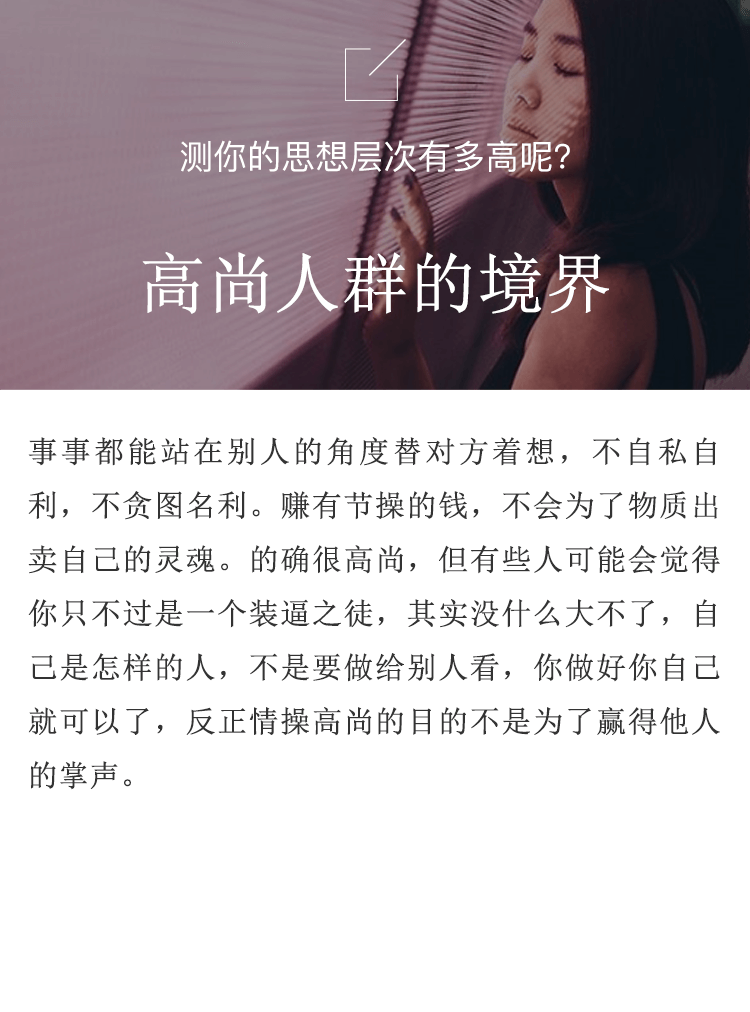 测你的思想层次有多高呢?
高尚人群的境界
事事都能站在别人的角度替对方着想，不自私自
利，不贪图名利。赚有节操的钱，不会为了物质出
卖自己的灵魂。的确很高尚，但有些人可能会觉得
你只不过是一个装逼之徒，其实没什么大不了，自
己是怎样的人，不是要做给别人看，你做好你自己
就可以了，反正情操高尚的目的不是为了赢得他人
的掌声。